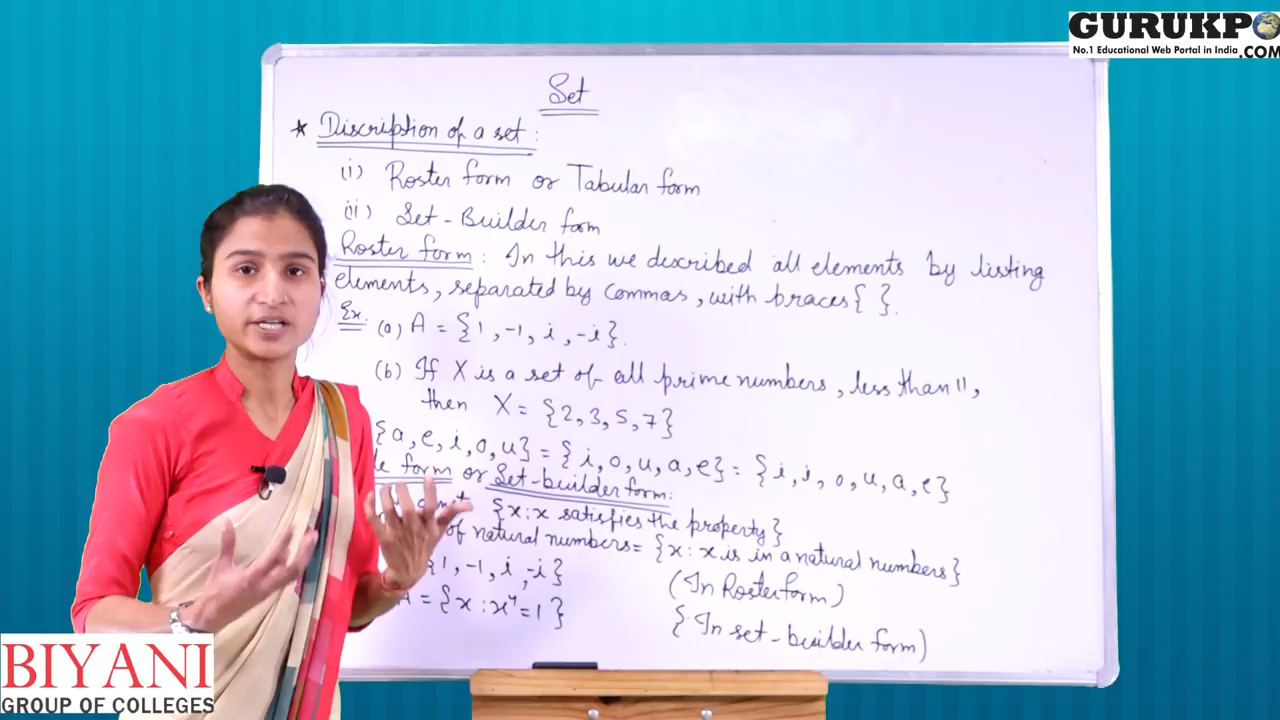 GURUKPO
No.1 Educational Web Portal in India .COM
Set
* Discription of a set :
(i) Roster form or Tabular form
(ii) Set-Builder form
Roster form : In this we described all elements by listing
elements, separated by commas, with braces { }.
Ex. (a) A = {1, -1, i, -i}.
(b) If X is a set of all prime numbers, less than 11,
then X = {2, 3, 5, 7}
{a, e, i, o, u} = {i, o, u, a, e} = {i, i, o, u, a, e}
form or Set-builder form :
{x : x satisfies the property}
of natural numbers = {x : x is in a natural numbers}
1, -1, i, -i} (In Roster form)
A = {x : x⁴ = 1} {In set-builder form)
BIYANI
GROUP OF COLLEGES